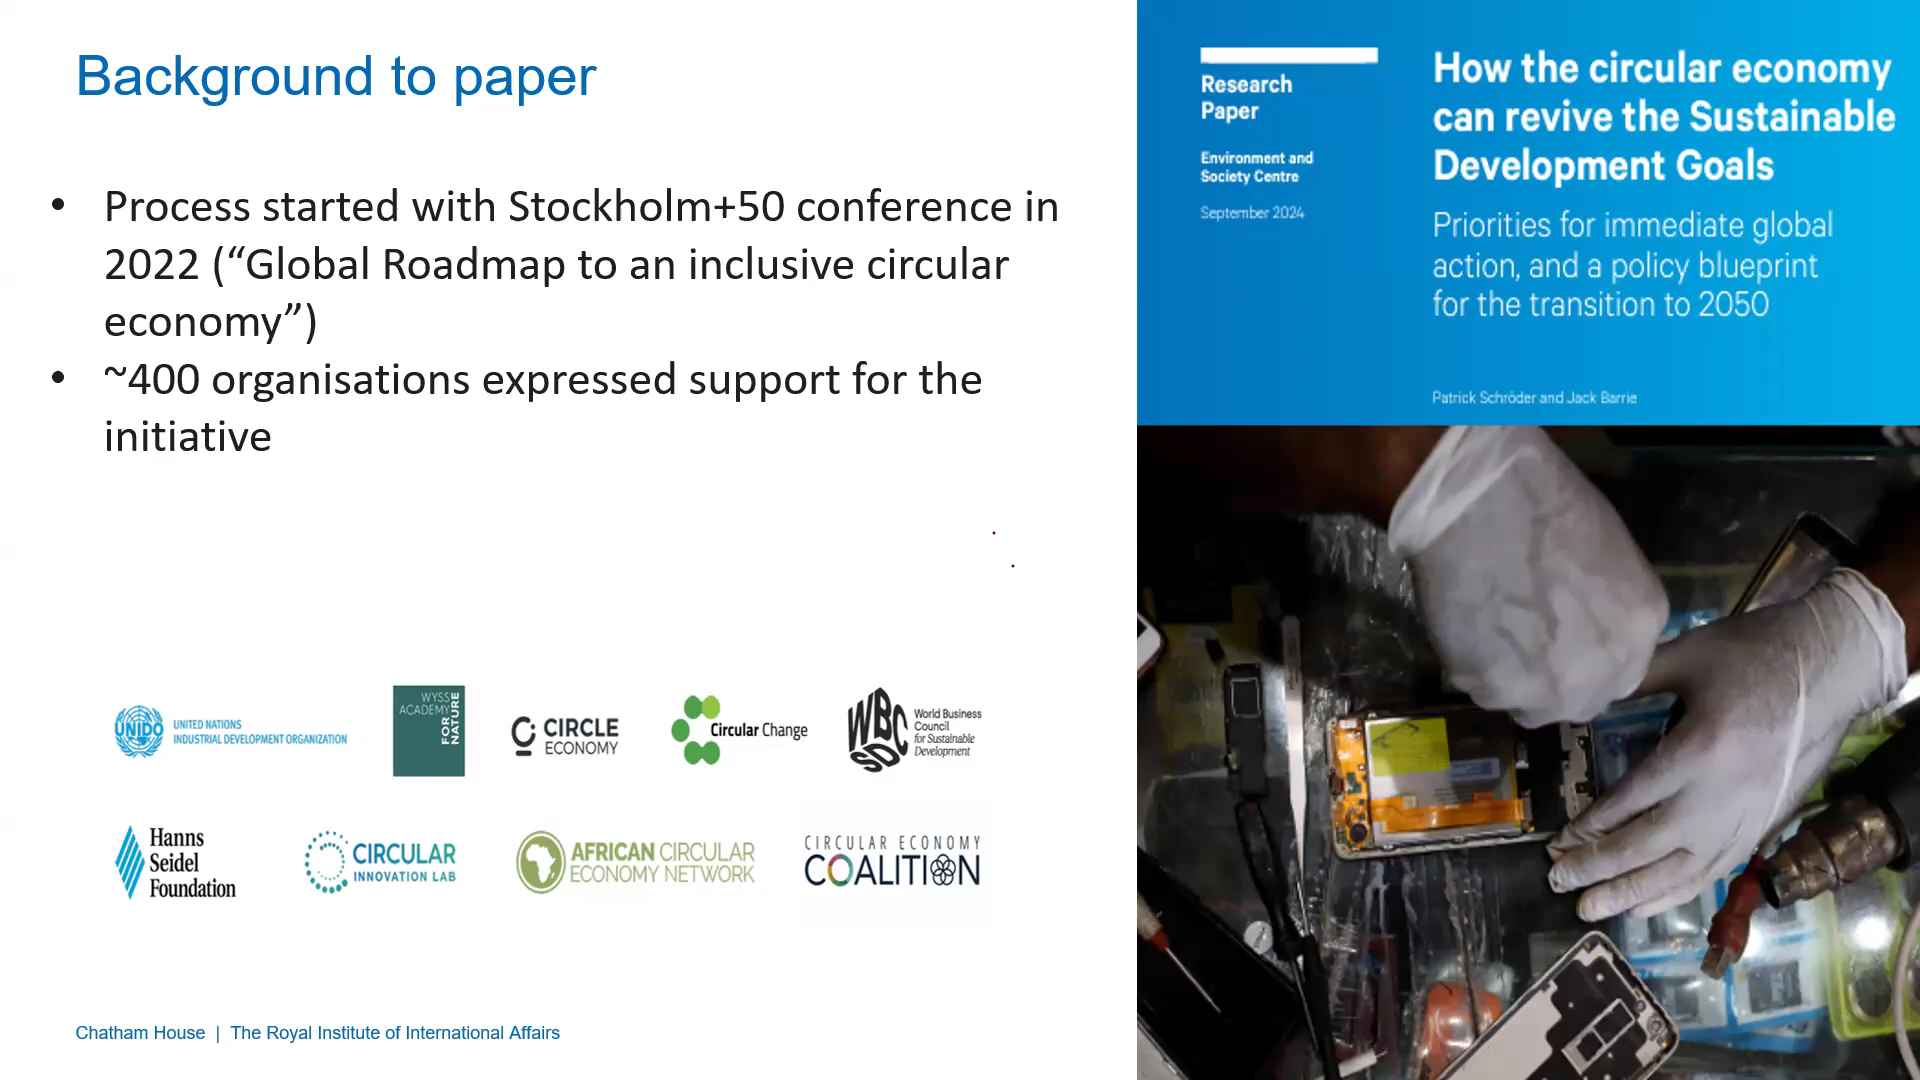 Background to paper
• Process started with Stockholm+50 conference in
2022 (“Global Roadmap to an inclusive circular
economy”)
• ~400 organisations expressed support for the
initiative
UNIDO
UNITED NATIONS
INDUSTRIAL DEVELOPMENT ORGANIZATION
WYSS
ACADEMY
FOR
NATURE
CIRCLE
ECONOMY
Circular Change
WBC
SD
World Business
Council
for Sustainable
Development
Hanns
Seidel
Foundation
CIRCULAR
INNOVATION LAB
AFRICAN CIRCULAR
ECONOMY NETWORK
CIRCULAR ECONOMY
COALITION
Chatham House | The Royal Institute of International Affairs
Research
Paper
Environment and
Society Centre
September 2024
How the circular economy
can revive the Sustainable
Development Goals
Priorities for immediate global
action, and a policy blueprint
for the transition to 2050
Patrick Schröder and Jack Barrie